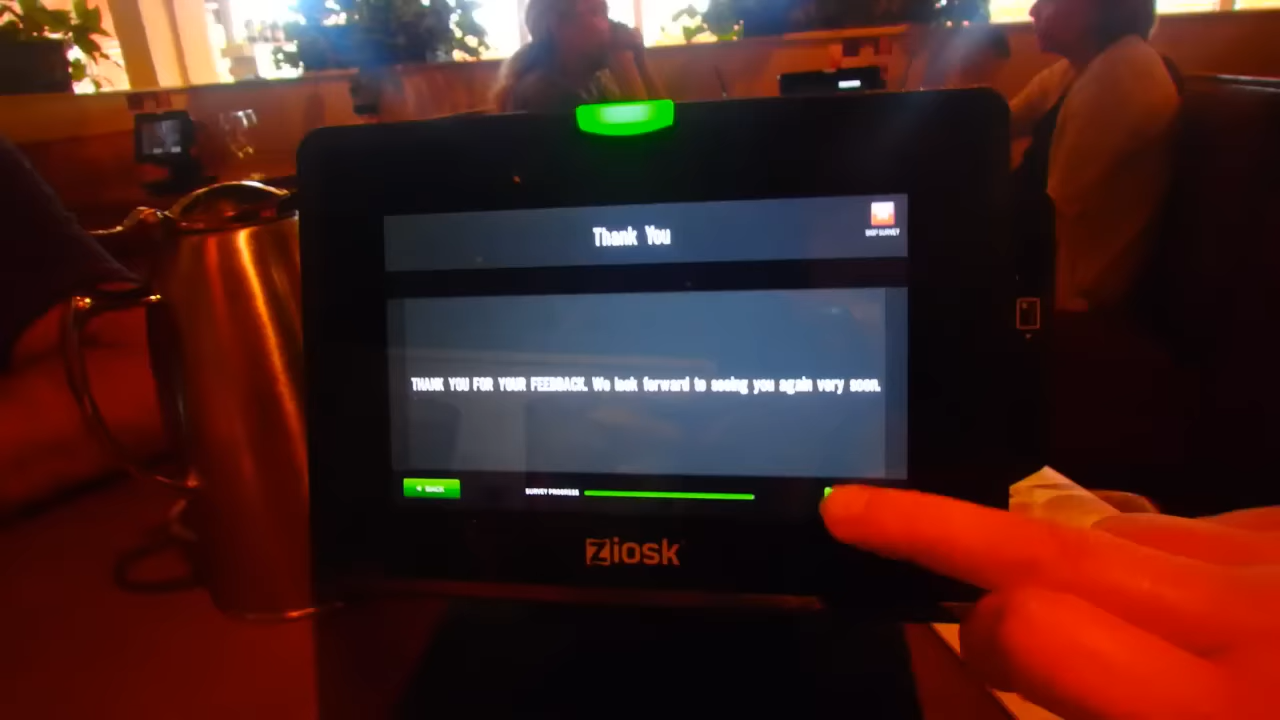 Thank You
SKIP SURVEY
THANK YOU FOR YOUR FEEDBACK. We look forward to seeing you again very soon.
BACK
SURVEY PROGRESS
Ziosk